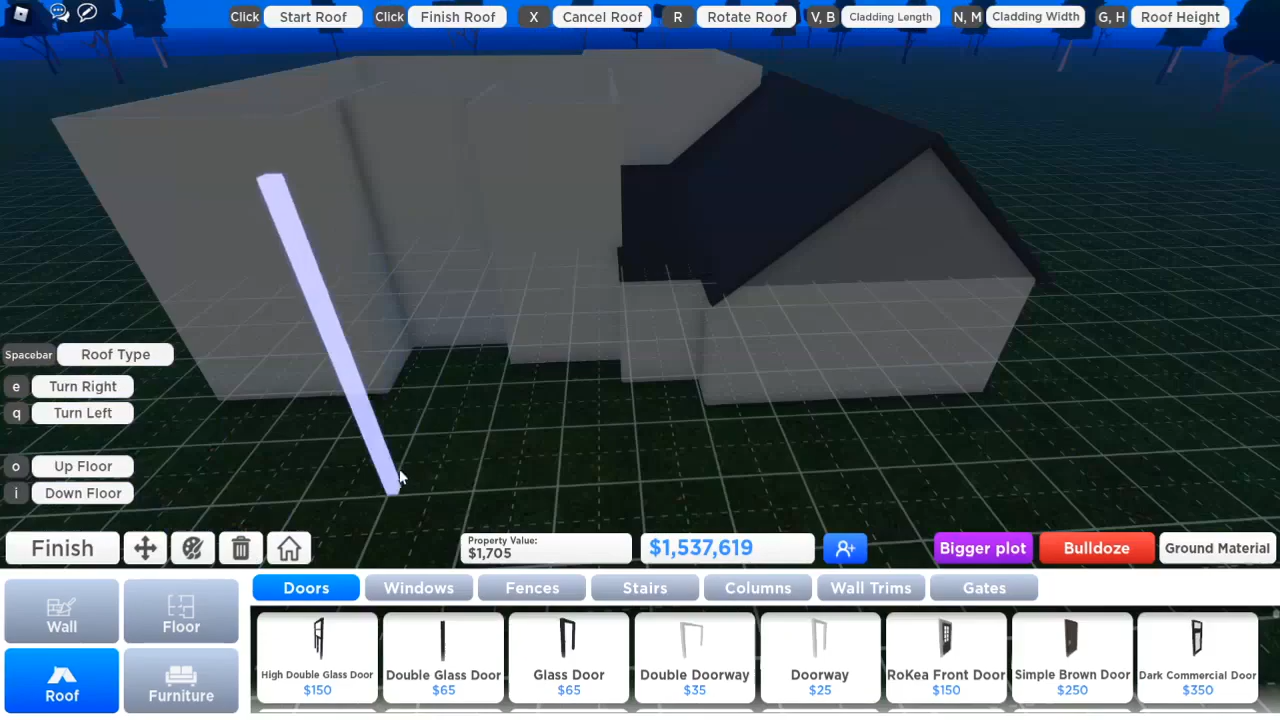 Click Start Roof Click Finish Roof X Cancel Roof R Rotate Roof V, B Cladding Length N, M Cladding Width G, H Roof Height
Spacebar Roof Type
e Turn Right
q Turn Left
o Up Floor
i Down Floor
Finish
Property Value:
$1,705
$1,537,619
Bigger plot
Bulldoze
Ground Material
Wall
Floor
Roof
Furniture
Doors Windows Fences Stairs Columns Wall Trims Gates
High Double Glass Door
$150
Double Glass Door
$65
Glass Door
$65
Double Doorway
$35
Doorway
$25
RoKea Front Door
$150
Simple Brown Door
$250
Dark Commercial Door
$350